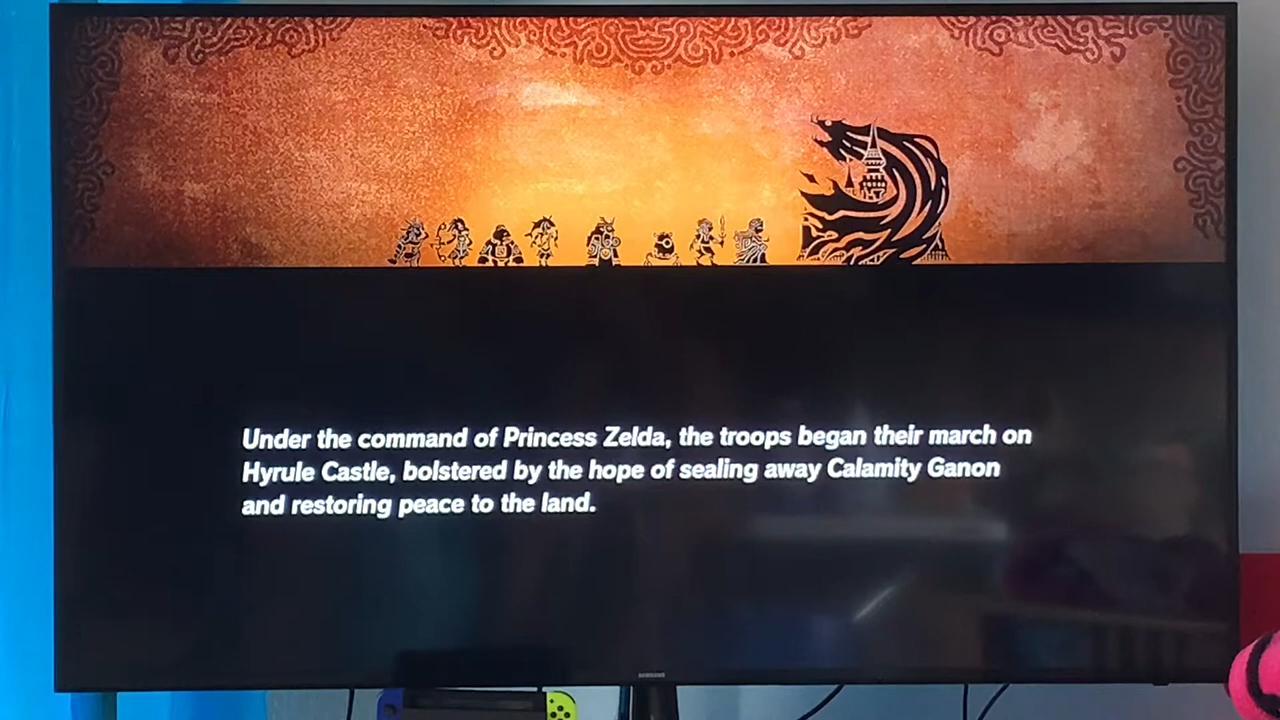 Under the command of Princess Zelda, the troops began their march on
Hyrule Castle, bolstered by the hope of sealing away Calamity Ganon
and restoring peace to the land.
SAMSUNG